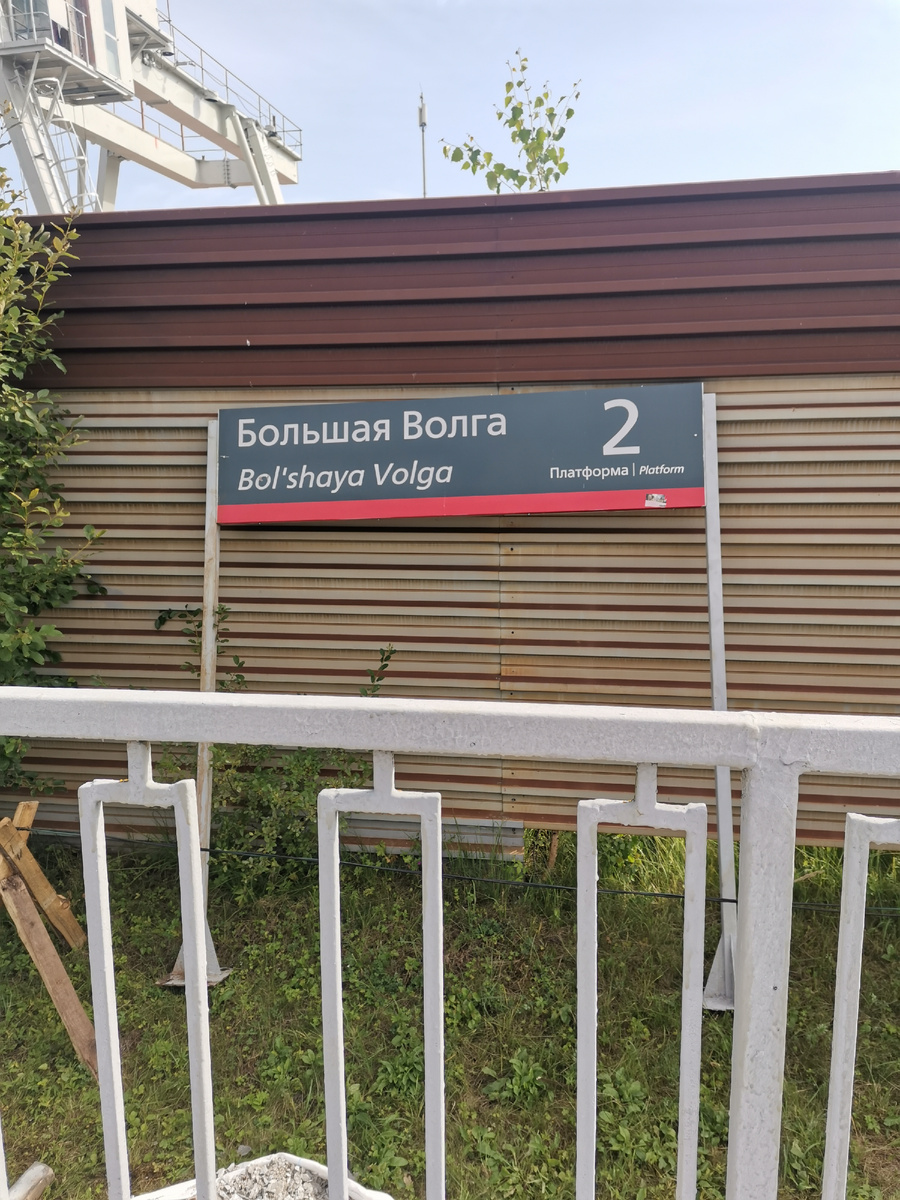 Большая Волга
Bol'shaya Volga
2
Платформа | Platform